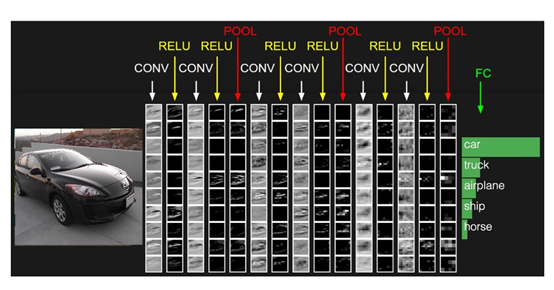 POOL POOL POOL
RELU RELU RELU RELU RELU RELU
CONV CONV CONV CONV CONV CONV
FC
car
truck
airplane
ship
horse